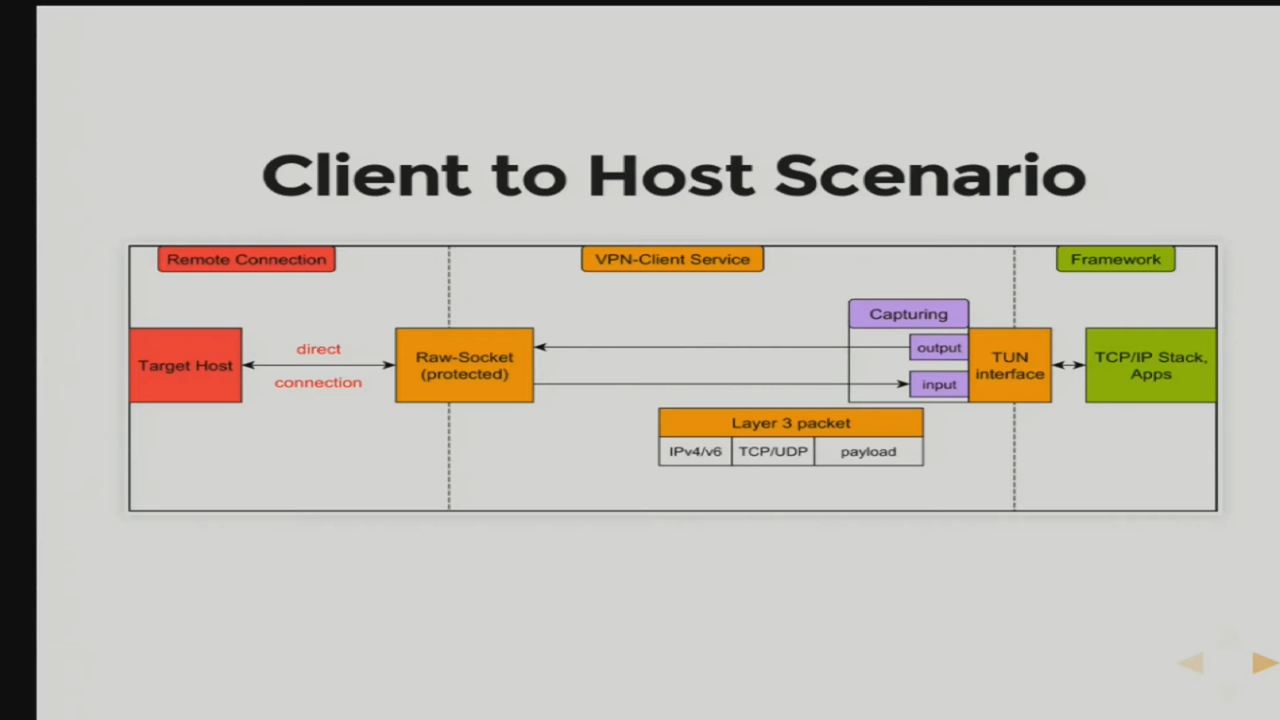 Client to Host Scenario
Remote Connection
VPN-Client Service
Framework
Capturing
Target Host
direct
connection
Raw-Socket
(protected)
output
input
TUN
interface
TCP/IP Stack,
Apps
Layer 3 packet
IPv4/v6
TCP/UDP
payload